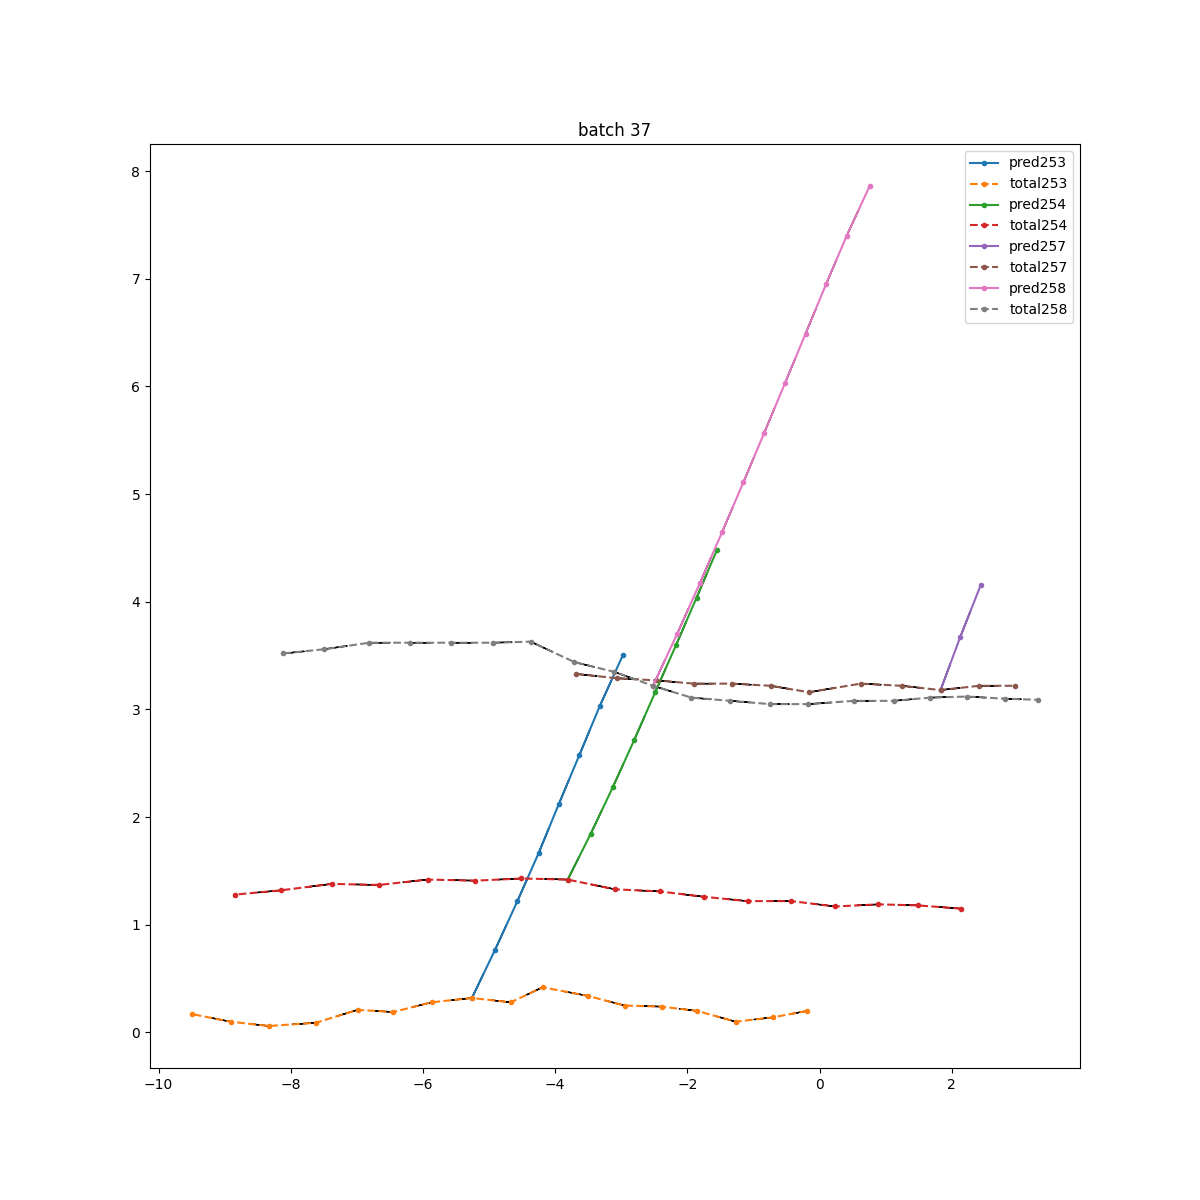 batch 37
pred253
total253
pred254
total254
pred257
total257
pred258
total258
8
7
6
5
4
3
2
1
0
−10 −8 −6 −4 −2 0 2